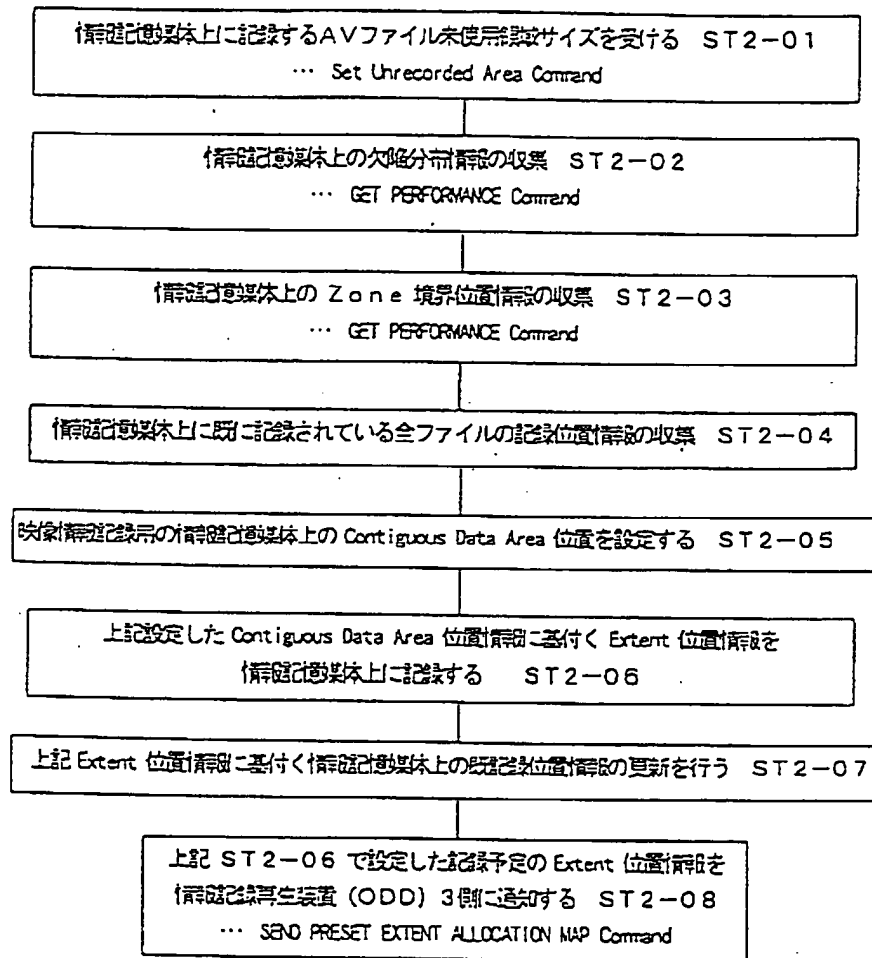 情報記憶媒体上に記録するAVファイル未使用領域サイズを受ける ST2-01
… Set Unrecorded Area Command
情報記憶媒体上の欠陥分布情報の収集 ST2-02
… GET PERFORMANCE Command
情報記憶媒体上の Zone 境界位置情報の収集 ST2-03
… GET PERFORMANCE Command
情報記憶媒体上に既に記録されている全ファイルの記録位置情報の収集 ST2-04
映像情報記録用の情報記憶媒体上の Contiguous Data Area 位置を設定する ST2-05
上記設定した Contiguous Data Area 位置情報に基付く Extent 位置情報を
情報記憶媒体上に記録する ST2-06
上記 Extent 位置情報に基付く情報記憶媒体上の既記録位置情報の更新を行う ST2-07
上記 ST2-06 で設定した記録予定の Extent 位置情報を
情報記録再生装置 (ODD) 3側に通知する ST2-08
… SEND PRESET EXTENT ALLOCATION MAP Command